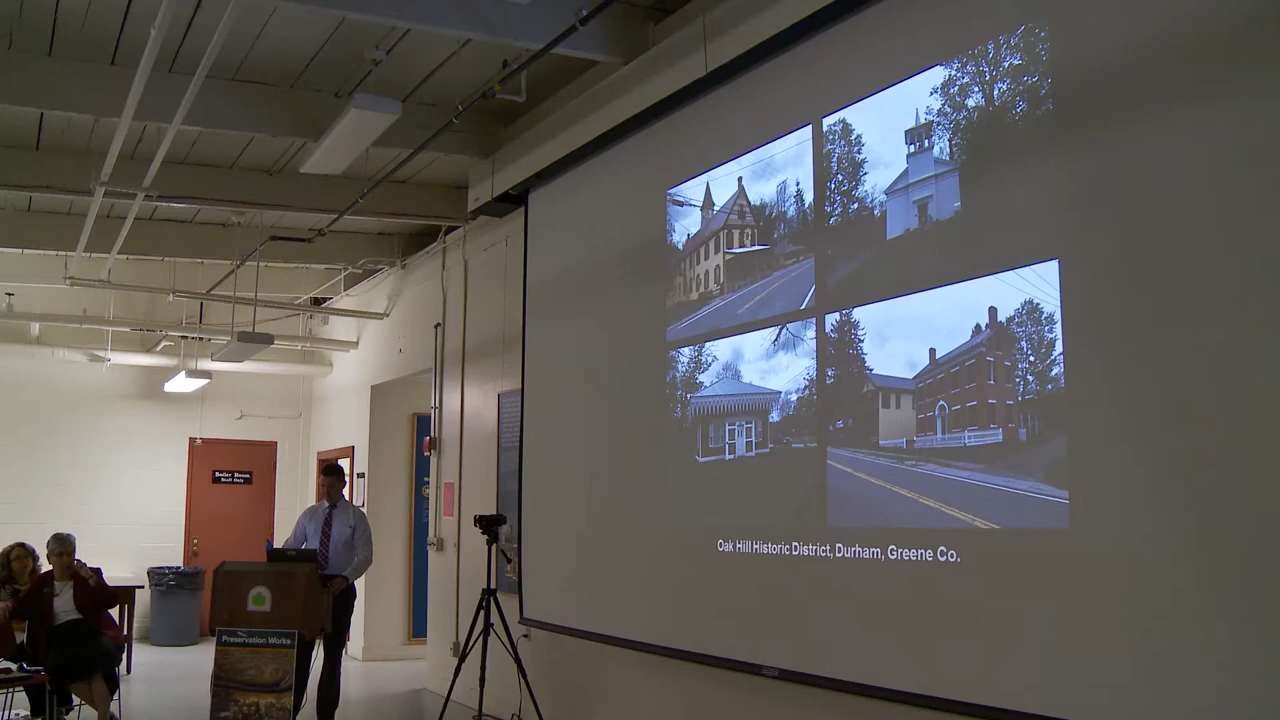 Boiler Room
Staff Only
Preservation Works
Oak Hill Historic District, Durham, Greene Co.